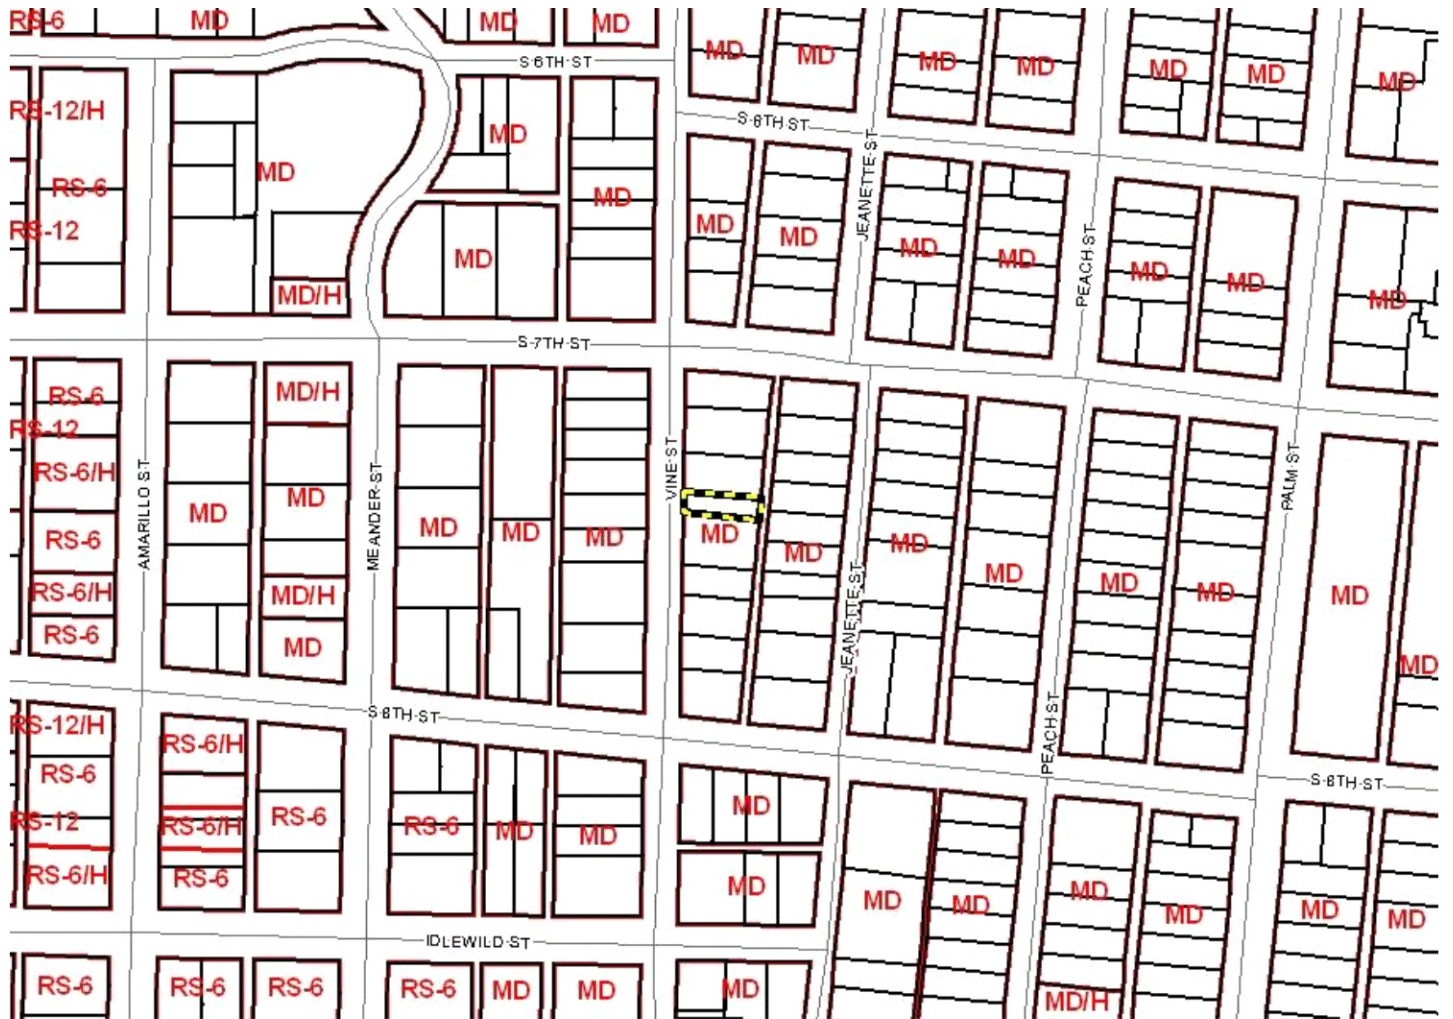 RS-6
MD
MD
MD
MD
MD
MD
MD
MD
MD
MD
S 6TH ST
RS-12/H
RS-6
RS-12
MD
MD
MD
MD
MD/H
S 6TH ST
JEANETTE ST
MD
MD
MD
MD
PEACH ST
MD
MD
MD
S 7TH ST
RS-6
RS-12
RS-6/H
RS-6
RS-6/H
RS-6
AMARILLO ST
MD
MD/H
MD
MD/H
MD
MEANDER ST
MD
MD
MD
VINE ST
MD
MD
JEANETTE ST
MD
MD
PEACH ST
MD
MD
PALM ST
MD
MD
S 8TH ST
S 8TH ST
RS-12/H
RS-6
RS-12
RS-6/H
RS-6/H
RS-6/H
RS-6
RS-6
RS-6
MD
MD
MD
MD
MD
MD
MD
MD
MD
MD
IDLEWILD ST
RS-6
RS-6
RS-6
RS-6
MD
MD
MD
MD/H